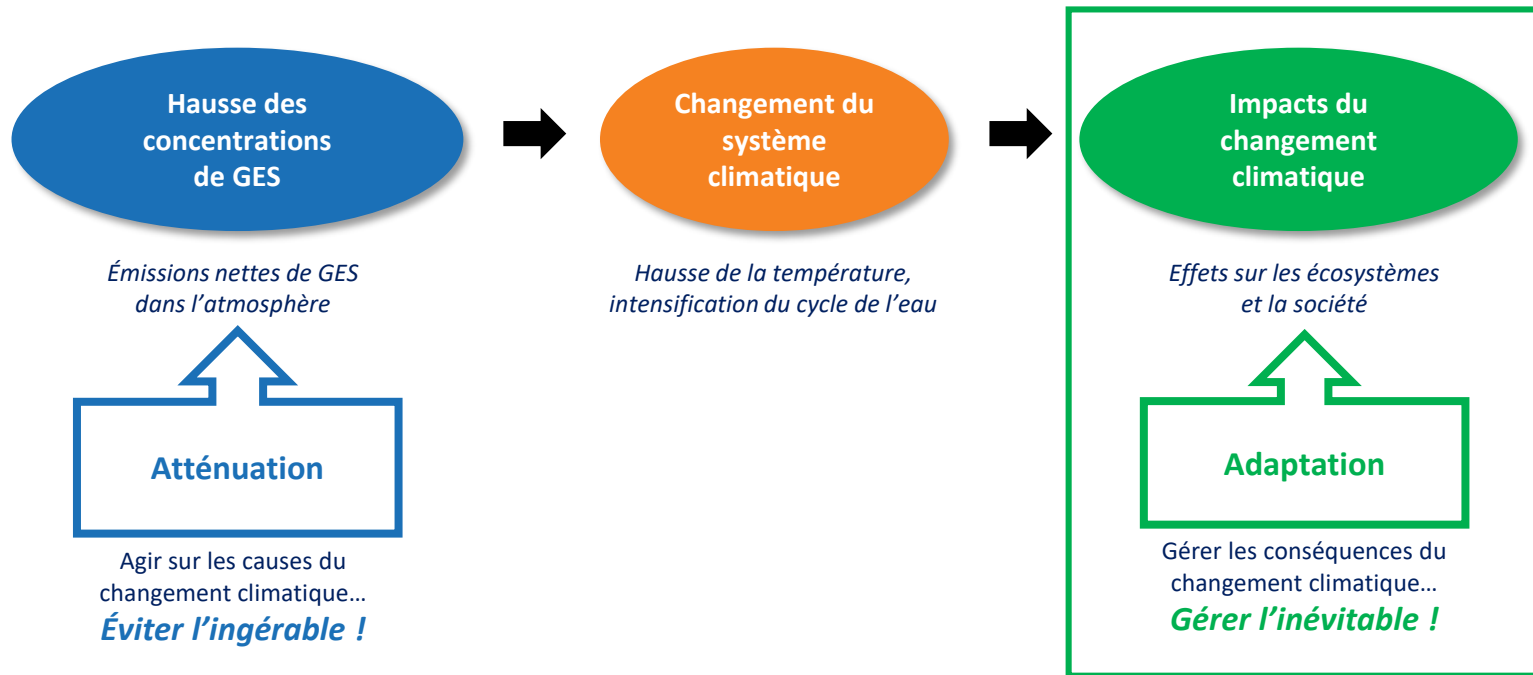 Hausse des
concentrations
de GES
Changement du
système
climatique
Impacts du
changement
climatique
Émissions nettes de GES
dans l’atmosphère
Hausse de la température,
intensification du cycle de l’eau
Effets sur les écosystèmes
et la société
Atténuation
Adaptation
Agir sur les causes du
changement climatique…
Éviter l’ingérable !
Gérer les conséquences du
changement climatique…
Gérer l’inévitable !